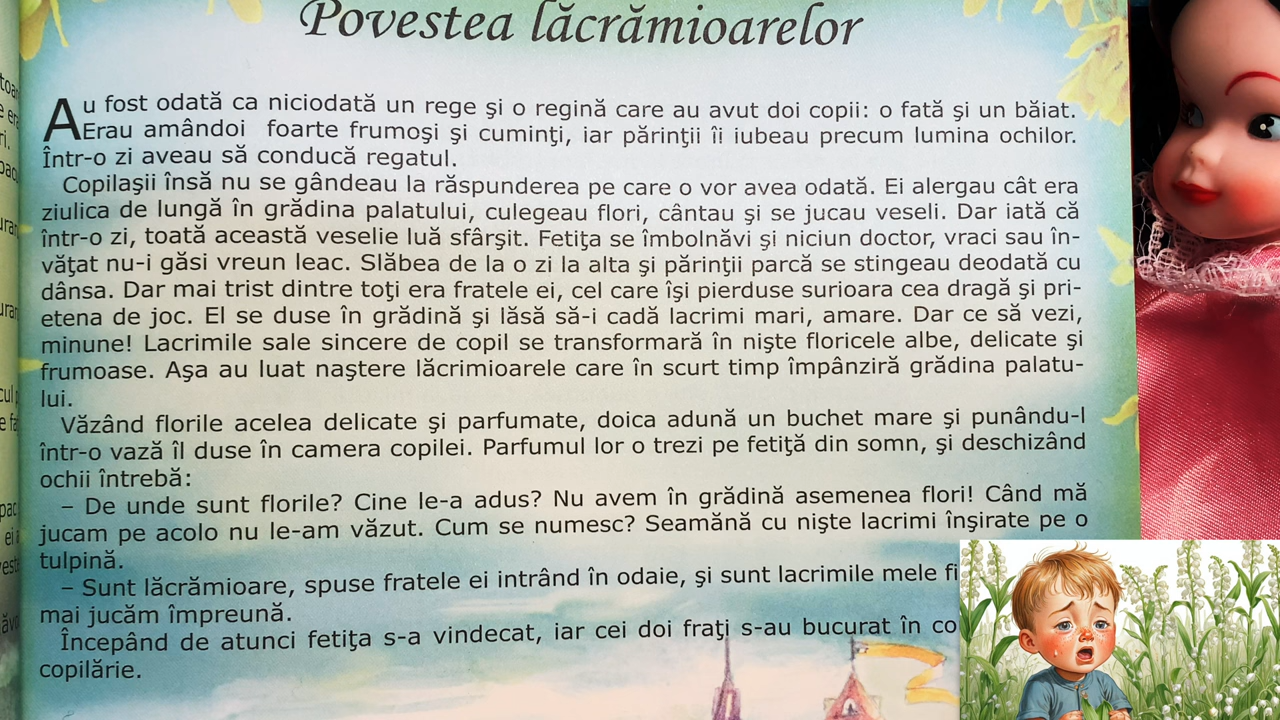 Povestea lăcrămioarelor
Au fost odată ca niciodată un rege şi o regină care au avut doi copii: o fată şi un băiat.
Erau amândoi foarte frumoşi şi cuminţi, iar părinţii îi iubeau precum lumina ochilor.
Într-o zi aveau să conducă regatul.
Copilaşii însă nu se gândeau la răspunderea pe care o vor avea odată. Ei alergau cât era
ziulica de lungă în grădina palatului, culegeau flori, cântau şi se jucau veseli. Dar iată că
într-o zi, toată această veselie luă sfârşit. Fetiţa se îmbolnăvi şi niciun doctor, vraci sau în-
văţat nu-i găsi vreun leac. Slăbea de la o zi la alta şi părinţii parcă se stingeau deodată cu
dânsa. Dar mai trist dintre toţi era fratele ei, cel care îşi pierduse surioara cea dragă şi pri-
etena de joc. El se duse în grădină şi lăsă să-i cadă lacrimi mari, amare. Dar ce să vezi,
minune! Lacrimile sale sincere de copil se transformară în nişte floricele albe, delicate şi
frumoase. Aşa au luat naştere lăcrămioarele care în scurt timp împânziră grădina palatu-
lui.
Văzând florile acelea delicate şi parfumate, doica adună un buchet mare şi punându-l
într-o vază îl duse în camera copilei. Parfumul lor o trezi pe fetiţă din somn, şi deschizând
ochii întrebă:
– De unde sunt florile? Cine le-a adus? Nu avem în grădină asemenea flori! Când mă
jucam pe acolo nu le-am văzut. Cum se numesc? Seamănă cu nişte lacrimi înşirate pe o
tulpină.
– Sunt lăcrămioare, spuse fratele ei intrând în odaie, şi sunt lacrimile mele fi
mai jucăm împreună.
Începând de atunci fetiţa s-a vindecat, iar cei doi fraţi s-au bucurat în co
copilărie.